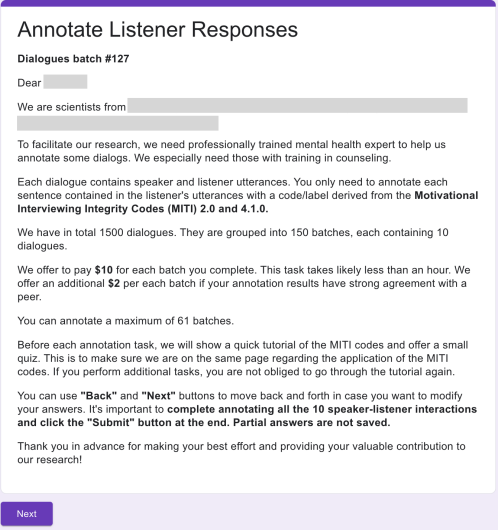 Annotate Listener Responses
Dialogues batch #127
Dear
We are scientists from
To facilitate our research, we need professionally trained mental health expert to help us
annotate some dialogs. We especially need those with training in counseling.
Each dialogue contains speaker and listener utterances. You only need to annotate each
sentence contained in the listener's utterances with a code/label derived from the Motivational
Interviewing Integrity Codes (MITI) 2.0 and 4.1.0.
We have in total 1500 dialogues. They are grouped into 150 batches, each containing 10
dialogues.
We offer to pay $10 for each batch you complete. This task takes likely less than an hour. We
offer an additional $2 per each batch if your annotation results have strong agreement with a
peer.
You can annotate a maximum of 61 batches.
Before each annotation task, we will show a quick tutorial of the MITI codes and offer a small
quiz. This is to make sure we are on the same page regarding the application of the MITI
codes. If you perform additional tasks, you are not obliged to go through the tutorial again.
You can use "Back" and "Next" buttons to move back and forth in case you want to modify
your answers. It's important to complete annotating all the 10 speaker-listener interactions
and click the "Submit" button at the end. Partial answers are not saved.
Thank you in advance for making your best effort and providing your valuable contribution to
our research!
Next